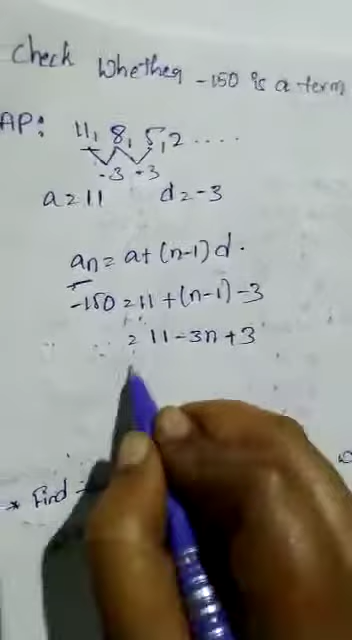 Check Whether -150 is a term
AP: 11, 8, 5, 2 ....
-3 -3
a=11 d=-3
an = a+(n-1)d.
-150 = 11 +(n-1)-3
= 11-3n+3
* Find